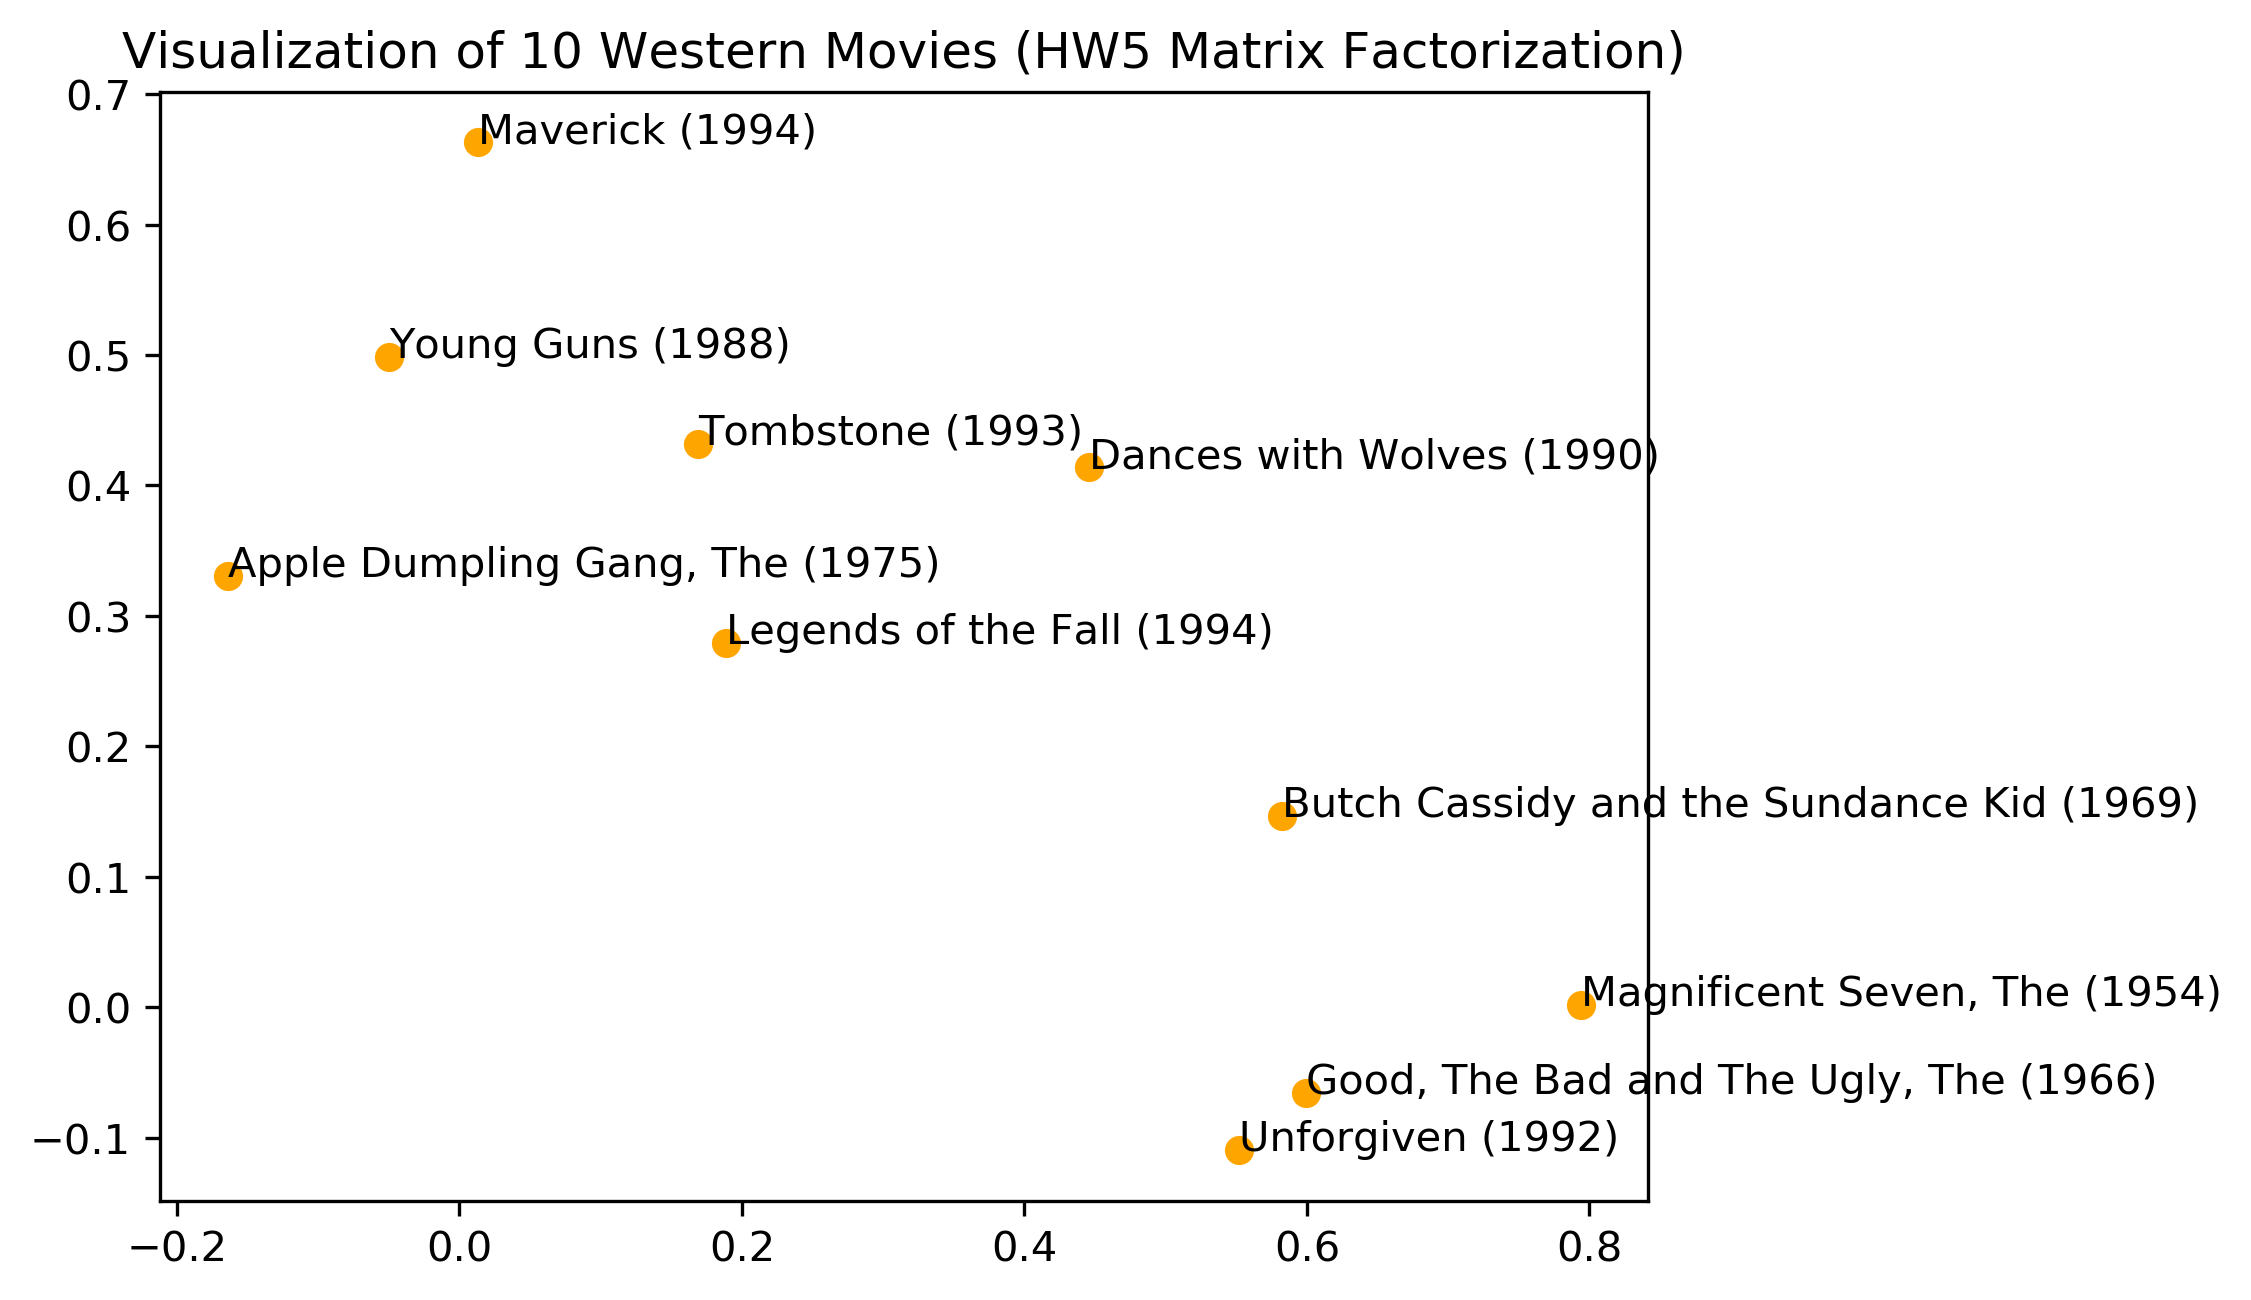 Visualization of 10 Western Movies (HW5 Matrix Factorization)
0.7
Maverick (1994)
0.6
Young Guns (1988)
0.5
Tombstone (1993)
Dances with Wolves (1990)
0.4
Apple Dumpling Gang, The (1975)
0.3
Legends of the Fall (1994)
0.2
Butch Cassidy and the Sundance Kid (1969)
0.1
Magnificent Seven, The (1954)
0.0
Good, The Bad and The Ugly, The (1966)
−0.1
Unforgiven (1992)
−0.2 0.0 0.2 0.4 0.6 0.8